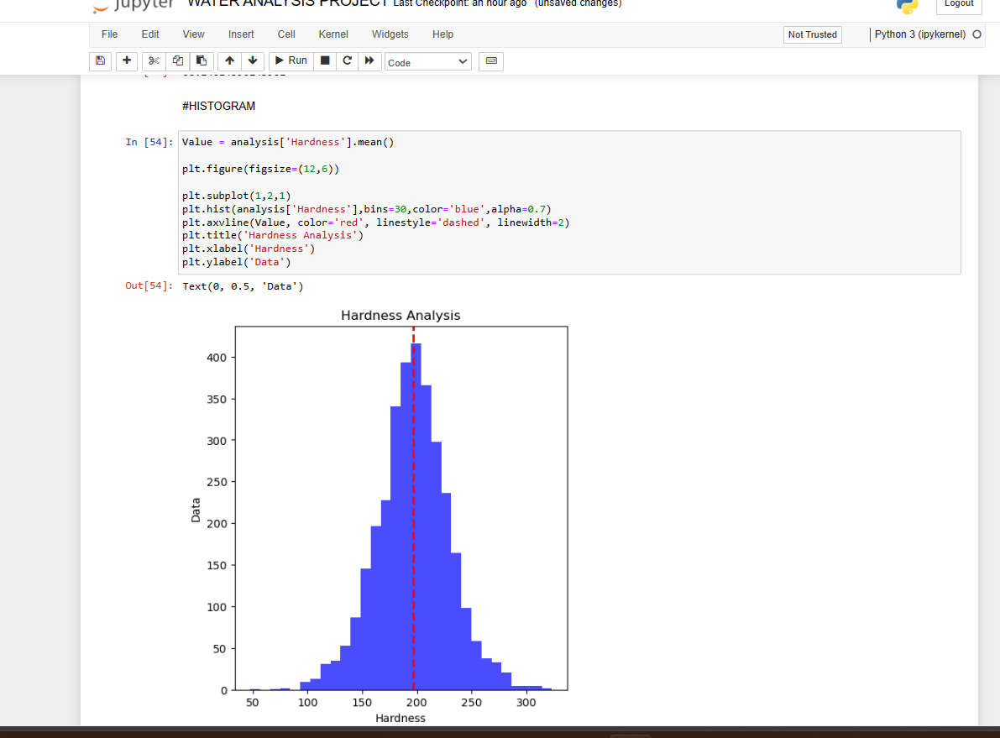 jupyter WATER ANALYSIS PROJECT Last Checkpoint: an hour ago (unsaved changes)
Logout
File Edit View Insert Cell Kernel Widgets Help
Not Trusted
Python 3 (ipykernel)
Run
Code
#HISTOGRAM
In [54]:
Value = analysis['Hardness'].mean()
plt.figure(figsize=(12,6))
plt.subplot(1,2,1)
plt.hist(analysis['Hardness'],bins=30,color='blue',alpha=0.7)
plt.axvline(Value, color='red', linestyle='dashed', linewidth=2)
plt.title('Hardness Analysis')
plt.xlabel('Hardness')
plt.ylabel('Data')
Out[54]: Text(0, 0.5, 'Data')
Hardness Analysis
400
350
300
250
200
150
100
50
0
Data
50 100 150 200 250 300
Hardness